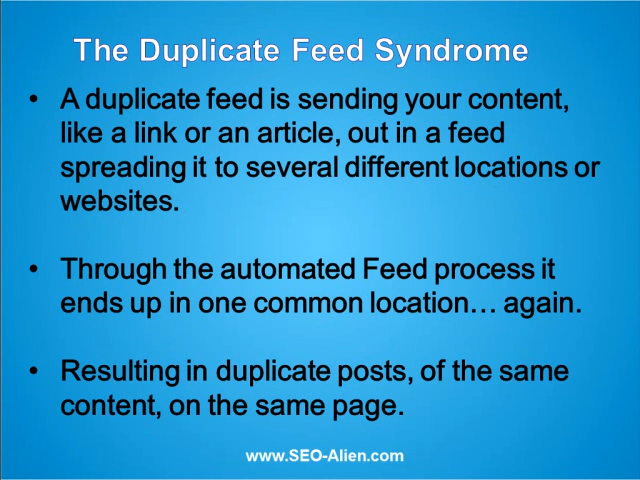 The Duplicate Feed Syndrome
• A duplicate feed is sending your content,
like a link or an article, out in a feed
spreading it to several different locations or
websites.
• Through the automated Feed process it
ends up in one common location… again.
• Resulting in duplicate posts, of the same
content, on the same page.
www.SEO-Alien.com